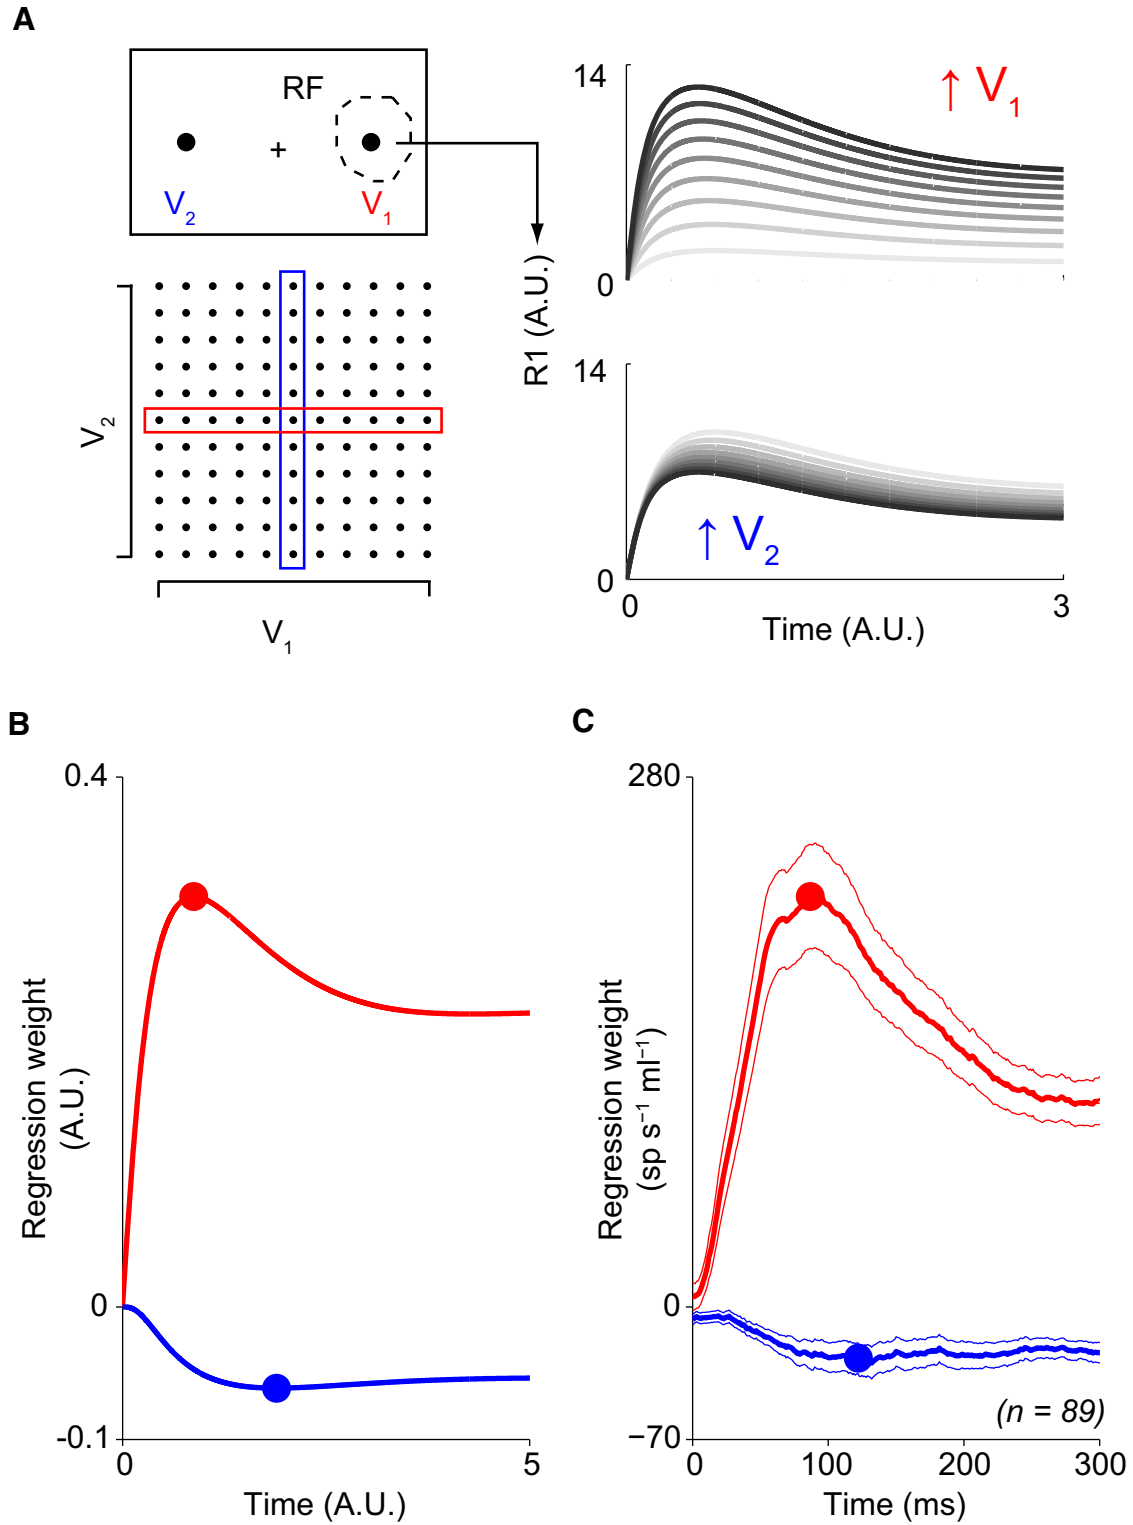 A
RF
+
V2
V1
V2
V1
R1 (A.U.)
14
↑ V1
0
14
↑ V2
0
0
3
Time (A.U.)
B
0.4
Regression weight
(A.U.)
0
-0.1
0
5
Time (A.U.)
C
280
Regression weight
(sp s⁻¹ ml⁻¹)
0
−70
(n = 89)
0
100
200
300
Time (ms)